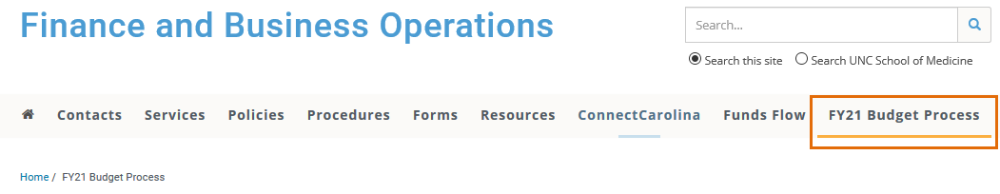 Finance and Business Operations
Search...
Search this site Search UNC School of Medicine
Contacts Services Policies Procedures Forms Resources ConnectCarolina Funds Flow FY21 Budget Process
Home / FY21 Budget Process